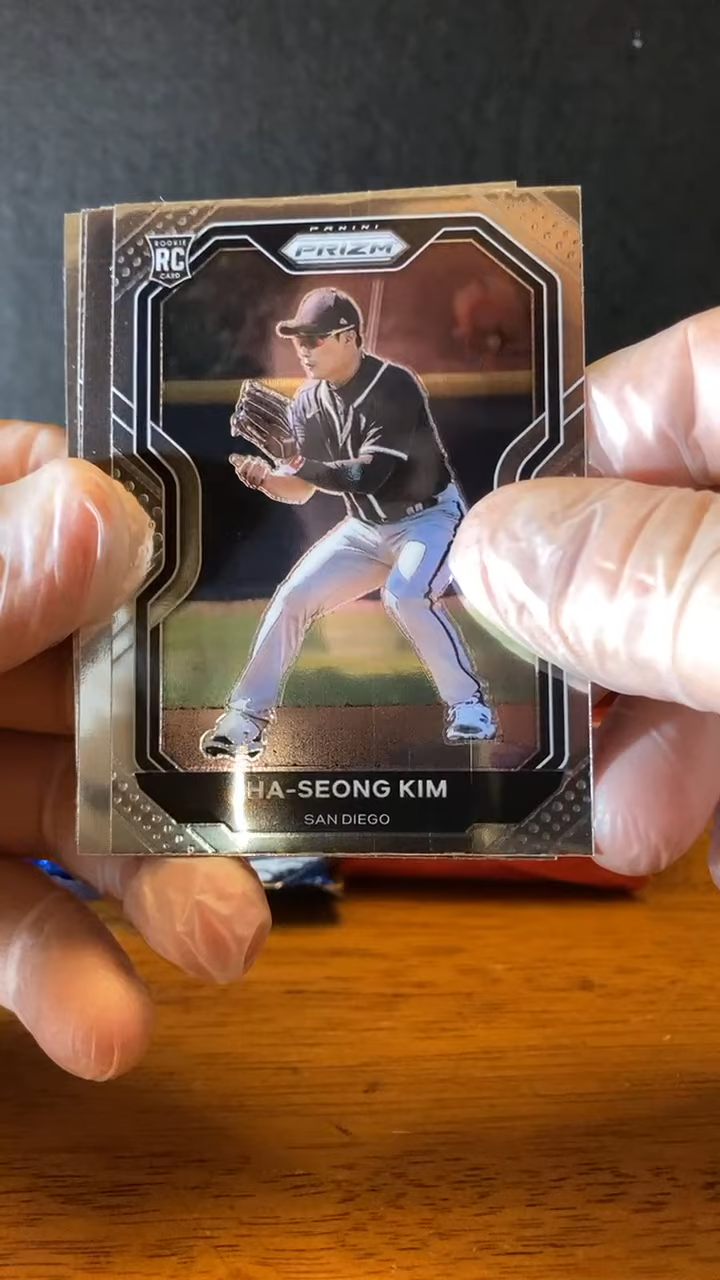 PANINI
PRIZM
ROOKIE
RC
CARD
HA-SEONG KIM
SAN DIEGO